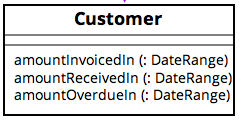 Customer
amountInvoicedIn (: DateRange)
amountReceivedIn (: DateRange)
amountOverdueIn (: DateRange)